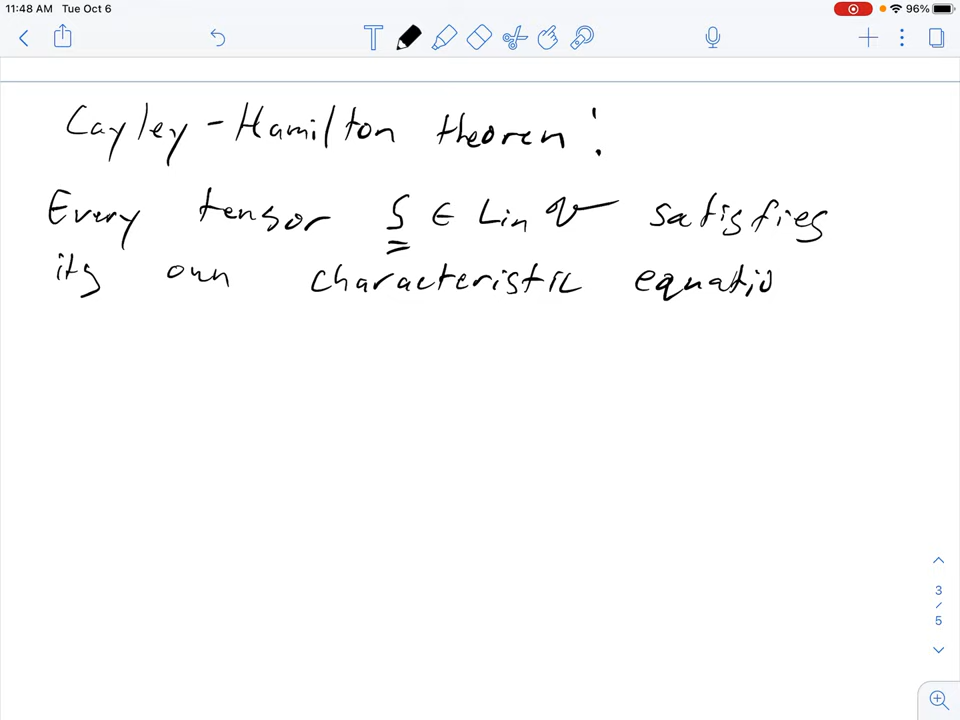 11:48 AM Tue Oct 6
96%
T
Cayley-Hamilton theorem:
Every tensor S ∈ Lin 𝒱 satisfies
its own characteristic equatio
3
/
5